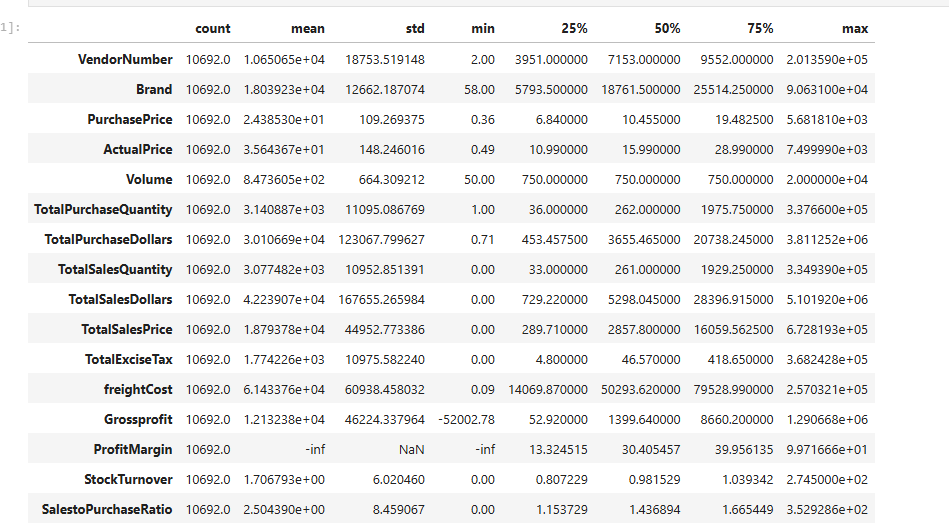 1]:
count mean std min 25% 50% 75% max
VendorNumber 10692.0 1.065065e+04 18753.519148 2.00 3951.000000 7153.000000 9552.000000 2.013590e+05
Brand 10692.0 1.803923e+04 12662.187074 58.00 5793.500000 18761.500000 25514.250000 9.063100e+04
PurchasePrice 10692.0 2.438530e+01 109.269375 0.36 6.840000 10.455000 19.482500 5.681810e+03
ActualPrice 10692.0 3.564367e+01 148.246016 0.49 10.990000 15.990000 28.990000 7.499990e+03
Volume 10692.0 8.473605e+02 664.309212 50.00 750.000000 750.000000 750.000000 2.000000e+04
TotalPurchaseQuantity 10692.0 3.140887e+03 11095.086769 1.00 36.000000 262.000000 1975.750000 3.376600e+05
TotalPurchaseDollars 10692.0 3.010669e+04 123067.799627 0.71 453.457500 3655.465000 20738.245000 3.811252e+06
TotalSalesQuantity 10692.0 3.077482e+03 10952.851391 0.00 33.000000 261.000000 1929.250000 3.349390e+05
TotalSalesDollars 10692.0 4.223907e+04 167655.265984 0.00 729.220000 5298.045000 28396.915000 5.101920e+06
TotalSalesPrice 10692.0 1.879378e+04 44952.773386 0.00 289.710000 2857.800000 16059.562500 6.728193e+05
TotalExciseTax 10692.0 1.774226e+03 10975.582240 0.00 4.800000 46.570000 418.650000 3.682428e+05
freightCost 10692.0 6.143376e+04 60938.458032 0.09 14069.870000 50293.620000 79528.990000 2.570321e+05
Grossprofit 10692.0 1.213238e+04 46224.337964 -52002.78 52.920000 1399.640000 8660.200000 1.290668e+06
ProfitMargin 10692.0 -inf NaN -inf 13.324515 30.405457 39.956135 9.971666e+01
StockTurnover 10692.0 1.706793e+00 6.020460 0.00 0.807229 0.981529 1.039342 2.745000e+02
SalestoPurchaseRatio 10692.0 2.504390e+00 8.459067 0.00 1.153729 1.436894 1.665449 3.529286e+02